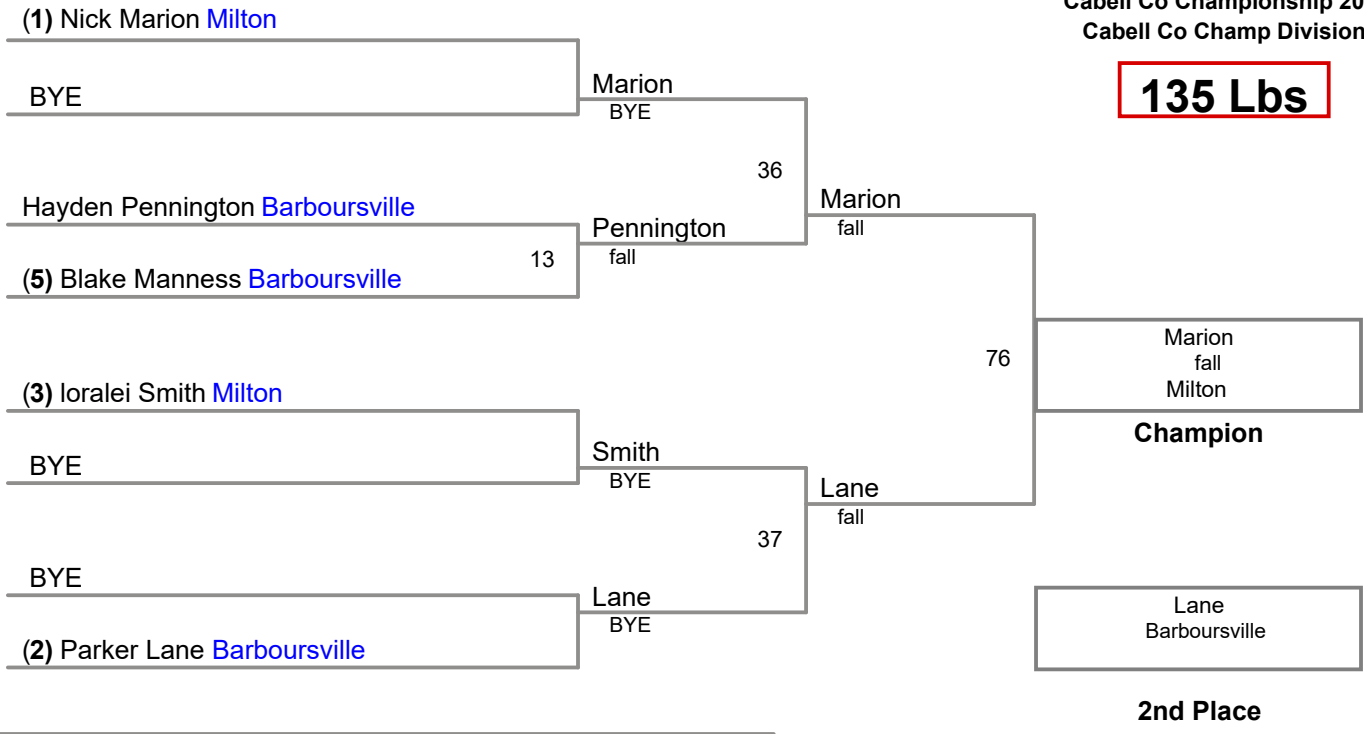 (1) Nick Marion Milton
Cabell Co Championship 20
Cabell Co Champ Division
135 Lbs
BYE
Marion
BYE
36
Hayden Pennington Barboursville
Marion
fall
Pennington
fall
13
(5) Blake Manness Barboursville
76
Marion
fall
Milton
Champion
(3) loralei Smith Milton
BYE
Smith
BYE
Lane
fall
37
BYE
Lane
BYE
(2) Parker Lane Barboursville
Lane
Barboursville
2nd Place